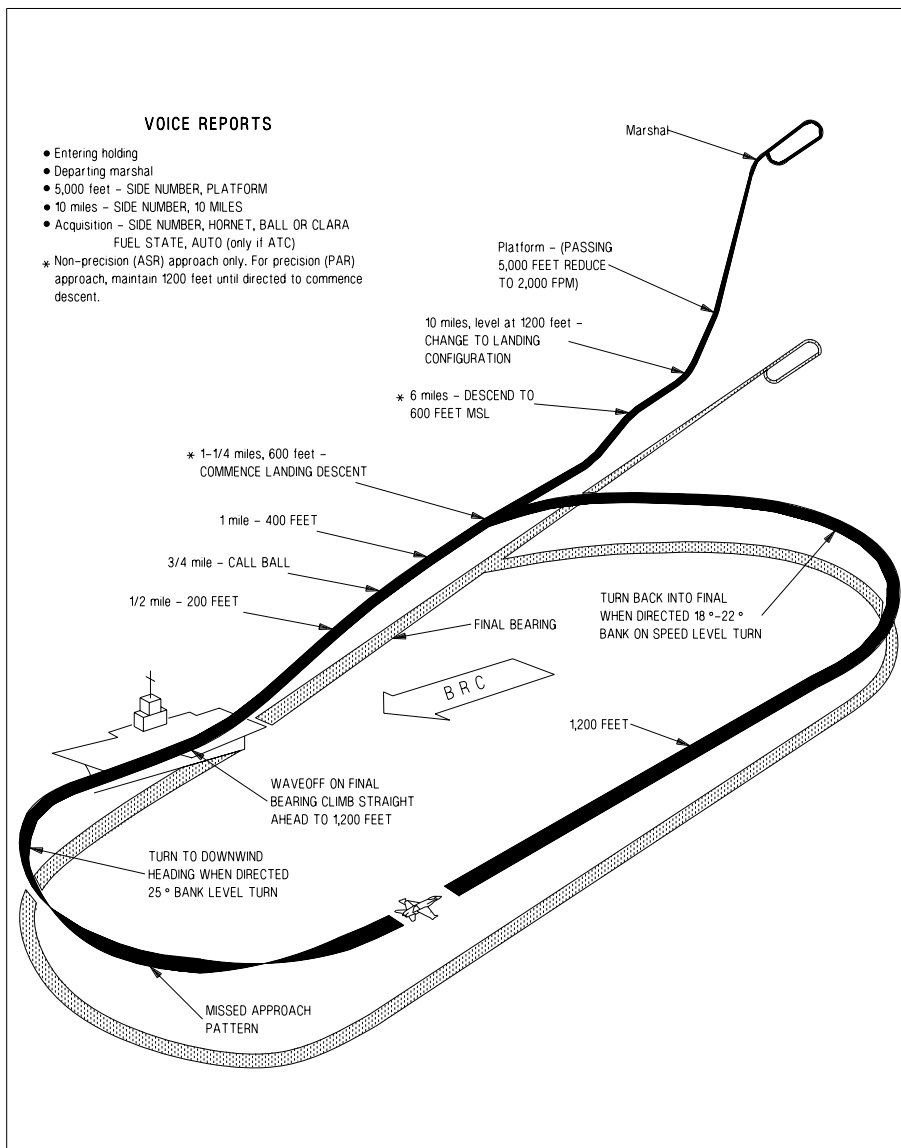 VOICE REPORTS
● Entering holding
● Departing marshal
● 5,000 feet – SIDE NUMBER, PLATFORM
● 10 miles – SIDE NUMBER, 10 MILES
● Acquisition – SIDE NUMBER, HORNET, BALL OR CLARA
FUEL STATE, AUTO (only if ATC)
* Non-precision (ASR) approach only. For precision (PAR)
approach, maintain 1200 feet until directed to commence
descent.
Marshal
Platform – (PASSING
5,000 FEET REDUCE
TO 2,000 FPM)
10 miles, level at 1200 feet –
CHANGE TO LANDING
CONFIGURATION
* 6 miles – DESCEND TO
600 FEET MSL
* 1-1/4 miles, 600 feet –
COMMENCE LANDING DESCENT
1 mile – 400 FEET
3/4 mile – CALL BALL
1/2 mile – 200 FEET
TURN BACK INTO FINAL
WHEN DIRECTED 18°–22°
BANK ON SPEED LEVEL TURN
FINAL BEARING
BRC
1,200 FEET
WAVEOFF ON FINAL
BEARING CLIMB STRAIGHT
AHEAD TO 1,200 FEET
TURN TO DOWNWIND
HEADING WHEN DIRECTED
25° BANK LEVEL TURN
MISSED APPROACH
PATTERN